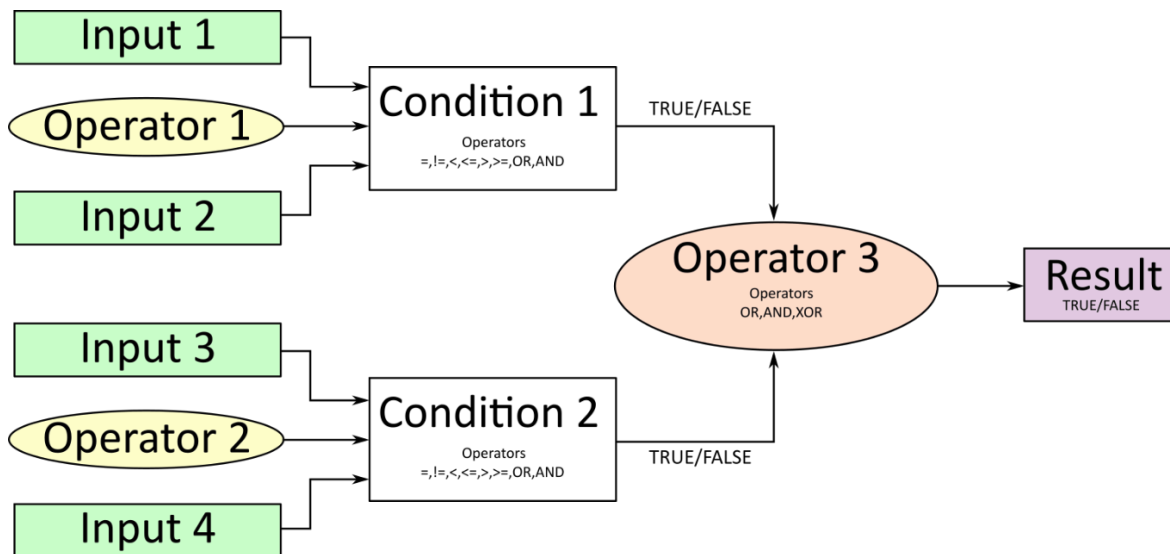 Input 1
Operator 1
Input 2
Condition 1
Operators
=,!=,<,<=,>,>=,OR,AND
TRUE/FALSE
Input 3
Operator 2
Input 4
Condition 2
Operators
=,!=,<,<=,>,>=,OR,AND
TRUE/FALSE
Operator 3
Operators
OR,AND,XOR
Result
TRUE/FALSE